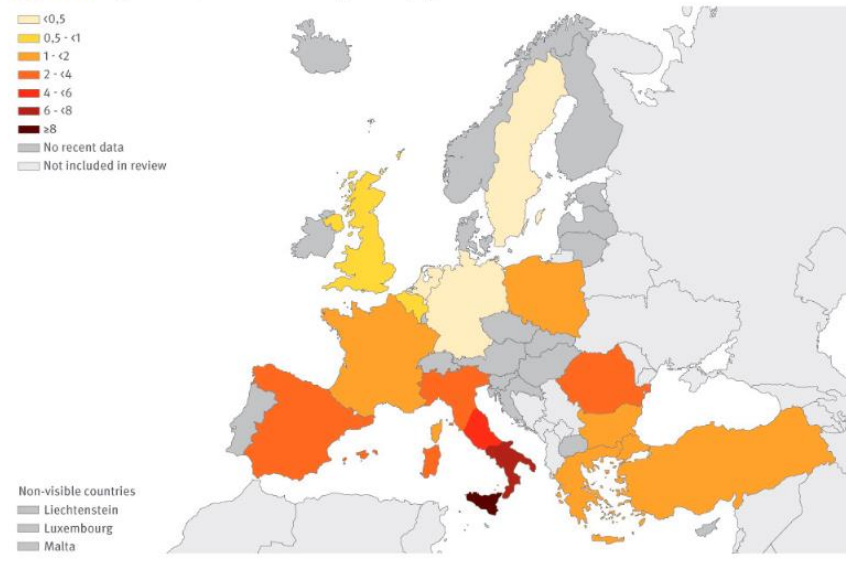 <0,5
0,5 - <1
1 - <2
2 - <4
4 - <6
6 - <8
≥8
No recent data
Not included in review
Non-visible countries
Liechtenstein
Luxembourg
Malta